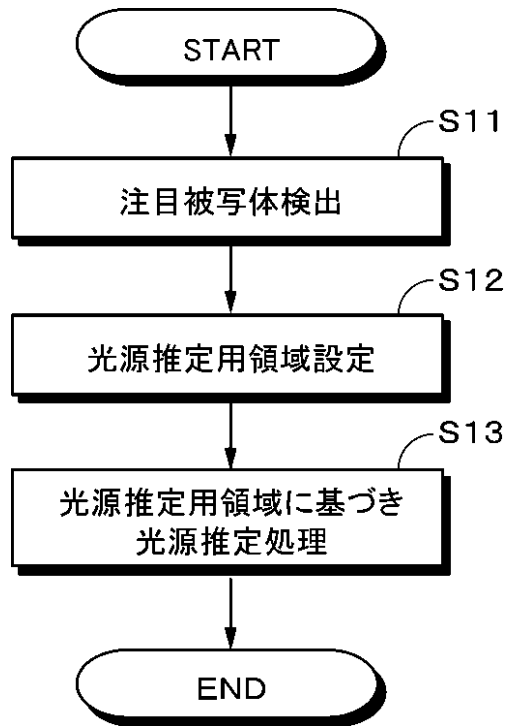 START
S11
注目被写体検出
S12
光源推定用領域設定
S13
光源推定用領域に基づき
光源推定処理
END